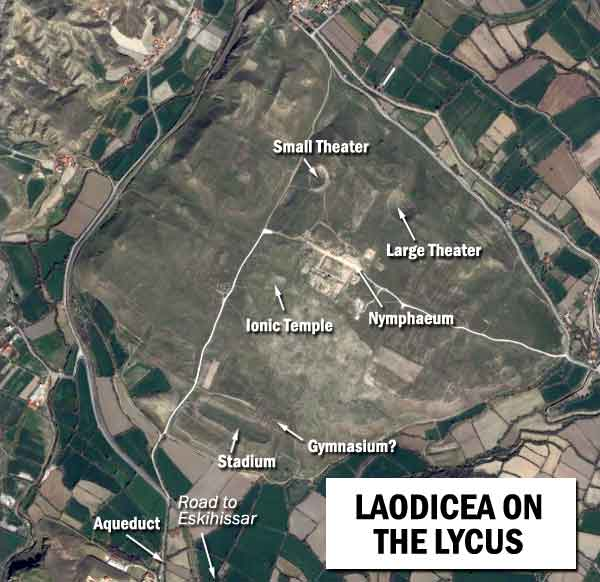 Small Theater
Large Theater
Nymphaeum
Ionic Temple
Gymnasium?
Stadium
Road to
Eskihissar
Aqueduct
LAODICEA ON
THE LYCUS